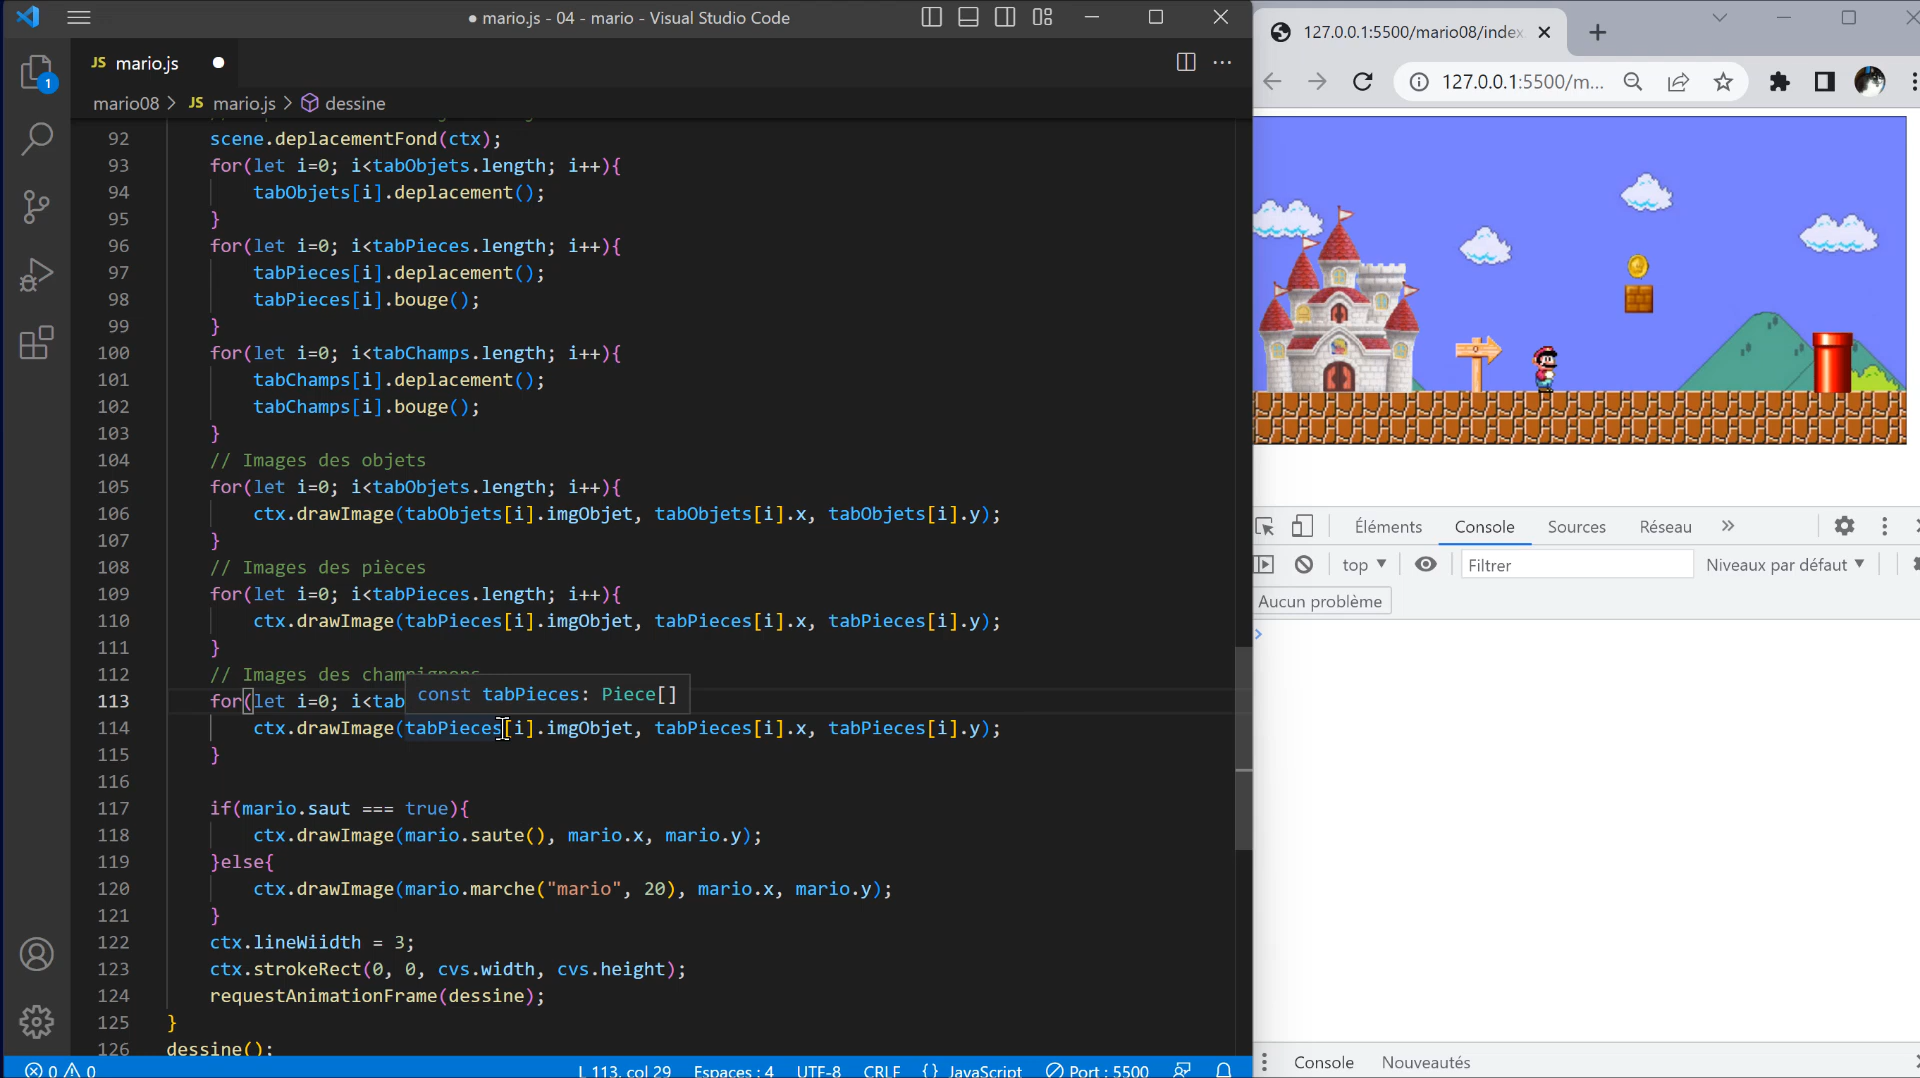 ● mario.js - 04 - mario - Visual Studio Code
JS mario.js
mario08 > JS mario.js > dessine
1
92 scene.deplacementFond(ctx);
93 for(let i=0; i<tabObjets.length; i++){
94 tabObjets[i].deplacement();
95 }
96 for(let i=0; i<tabPieces.length; i++){
97 tabPieces[i].deplacement();
98 tabPieces[i].bouge();
99 }
100 for(let i=0; i<tabChamps.length; i++){
101 tabChamps[i].deplacement();
102 tabChamps[i].bouge();
103 }
104 // Images des objets
105 for(let i=0; i<tabObjets.length; i++){
106 ctx.drawImage(tabObjets[i].imgObjet, tabObjets[i].x, tabObjets[i].y);
107 }
108 // Images des pièces
109 for(let i=0; i<tabPieces.length; i++){
110 ctx.drawImage(tabPieces[i].imgObjet, tabPieces[i].x, tabPieces[i].y);
111 }
112 // Images des champignons
const tabPieces: Piece[]
113 for(let i=0; i<tab
114 ctx.drawImage(tabPieces[i].imgObjet, tabPieces[i].x, tabPieces[i].y);
115 }
116
117 if(mario.saut === true){
118 ctx.drawImage(mario.saute(), mario.x, mario.y);
119 }else{
120 ctx.drawImage(mario.marche("mario", 20), mario.x, mario.y);
121 }
122 ctx.lineWiidth = 3;
123 ctx.strokeRect(0, 0, cvs.width, cvs.height);
124 requestAnimationFrame(dessine);
125 }
126 dessine();
0 0 L 113, col 29 Espaces : 4 UTF-8 CRLF {} JavaScript Port : 5500
127.0.0.1:5500/mario08/index
127.0.0.1:5500/m...
Éléments Console Sources Réseau »
top Filtrer Niveaux par défaut
Aucun problème
Console Nouveautés